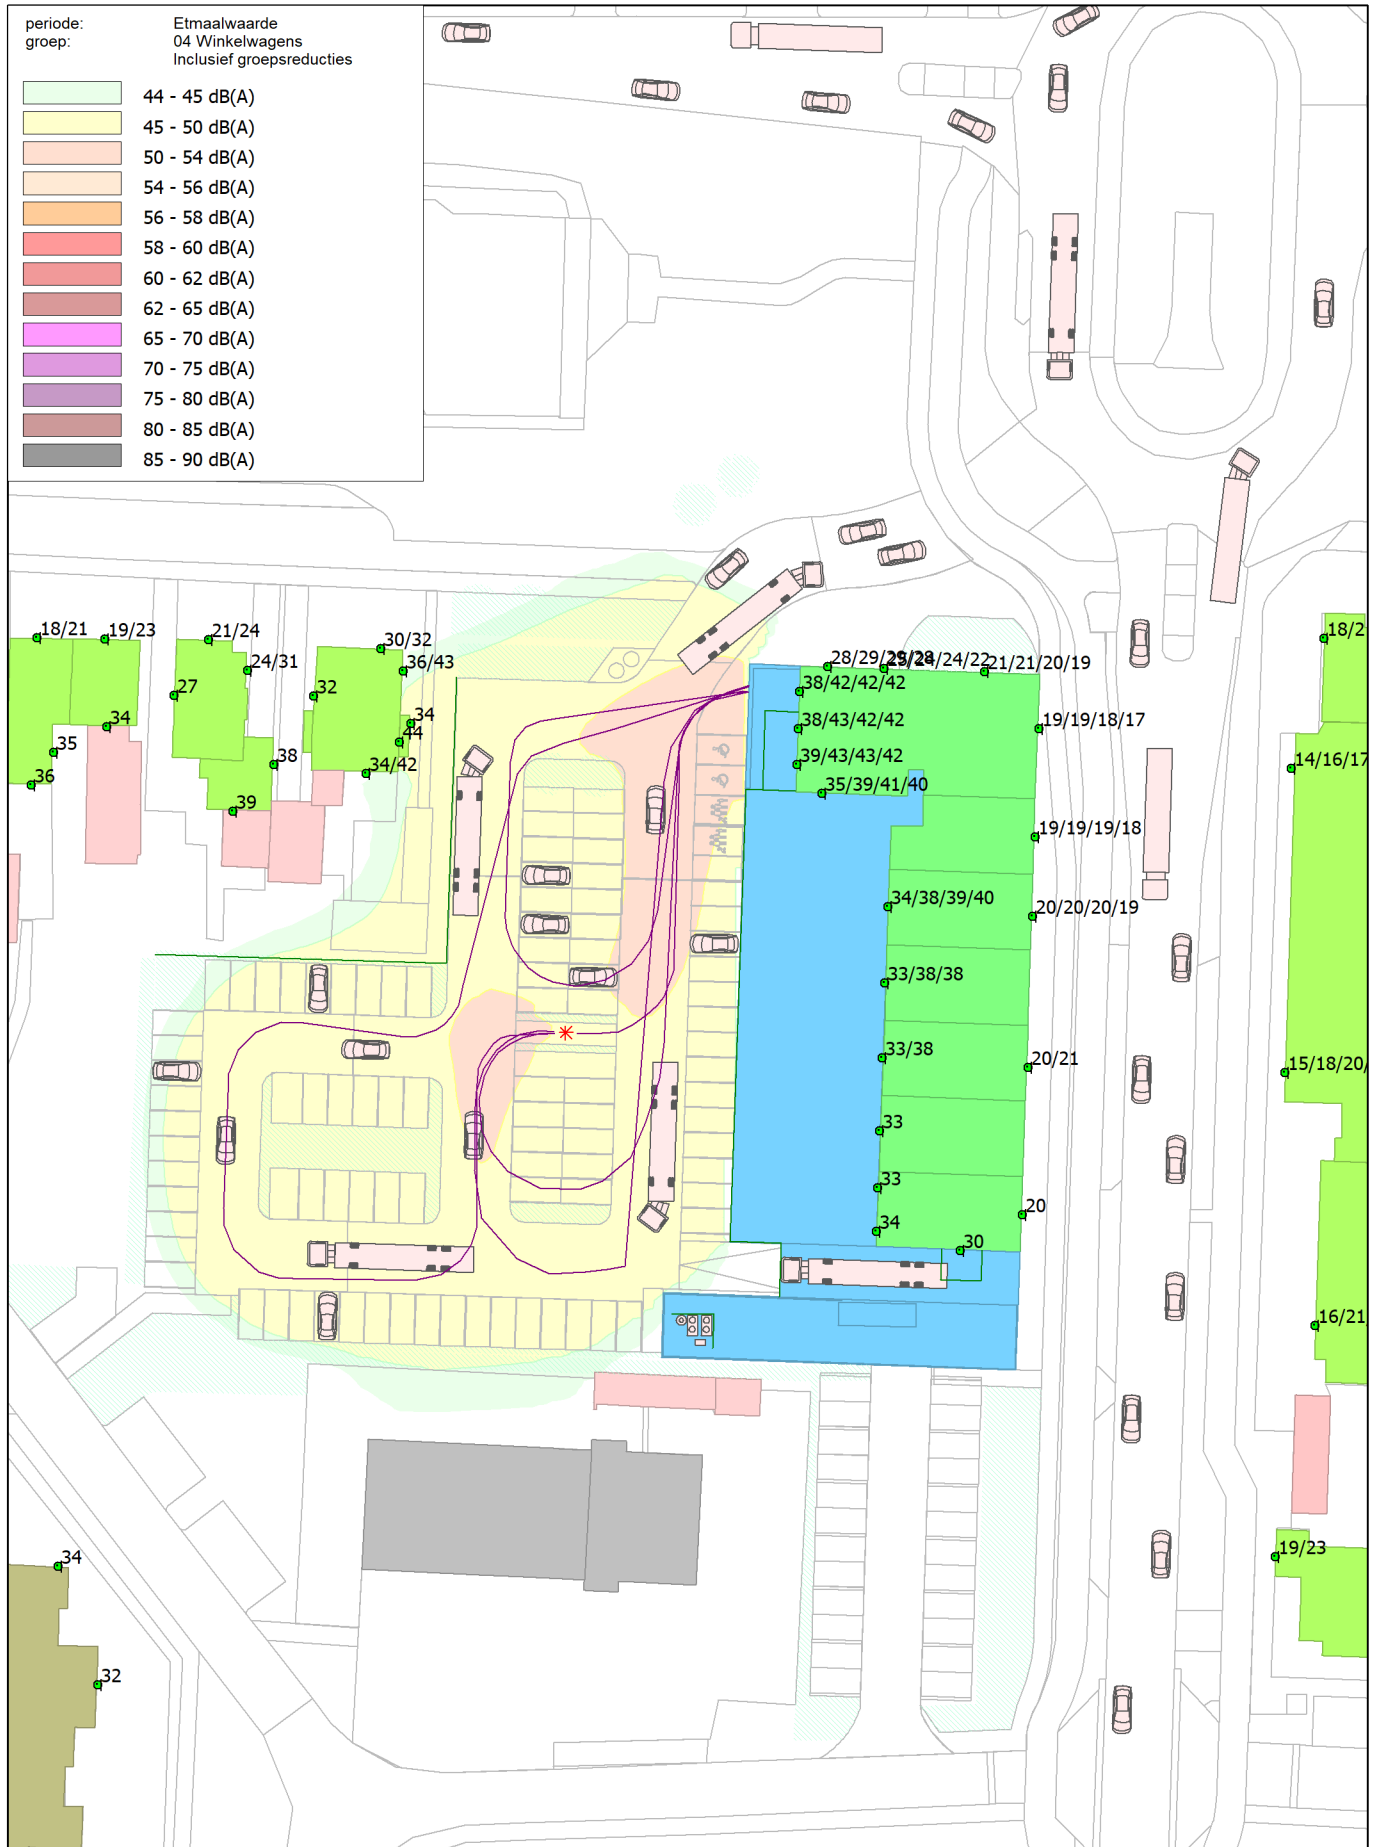 periode: Etmaalwaarde
groep: 04 Winkelwagens
Inclusief groepsreducties
44 - 45 dB(A)
45 - 50 dB(A)
50 - 54 dB(A)
54 - 56 dB(A)
56 - 58 dB(A)
58 - 60 dB(A)
60 - 62 dB(A)
62 - 65 dB(A)
65 - 70 dB(A)
70 - 75 dB(A)
75 - 80 dB(A)
80 - 85 dB(A)
85 - 90 dB(A)
18/21
19/23
21/24
30/32
24/31
36/43
27
32
34
34
44
35
38
34/42
36
39
21/21/20/19
38/42/42/42
38/43/42/42
19/19/18/17
39/43/43/42
14/16/17
35/39/41/40
19/19/19/18
34/38/39/40
20/20/20/19
33/38/38
33/38
20/21
15/18/20/
33
33
20
34
30
16/21
34
19/23
32